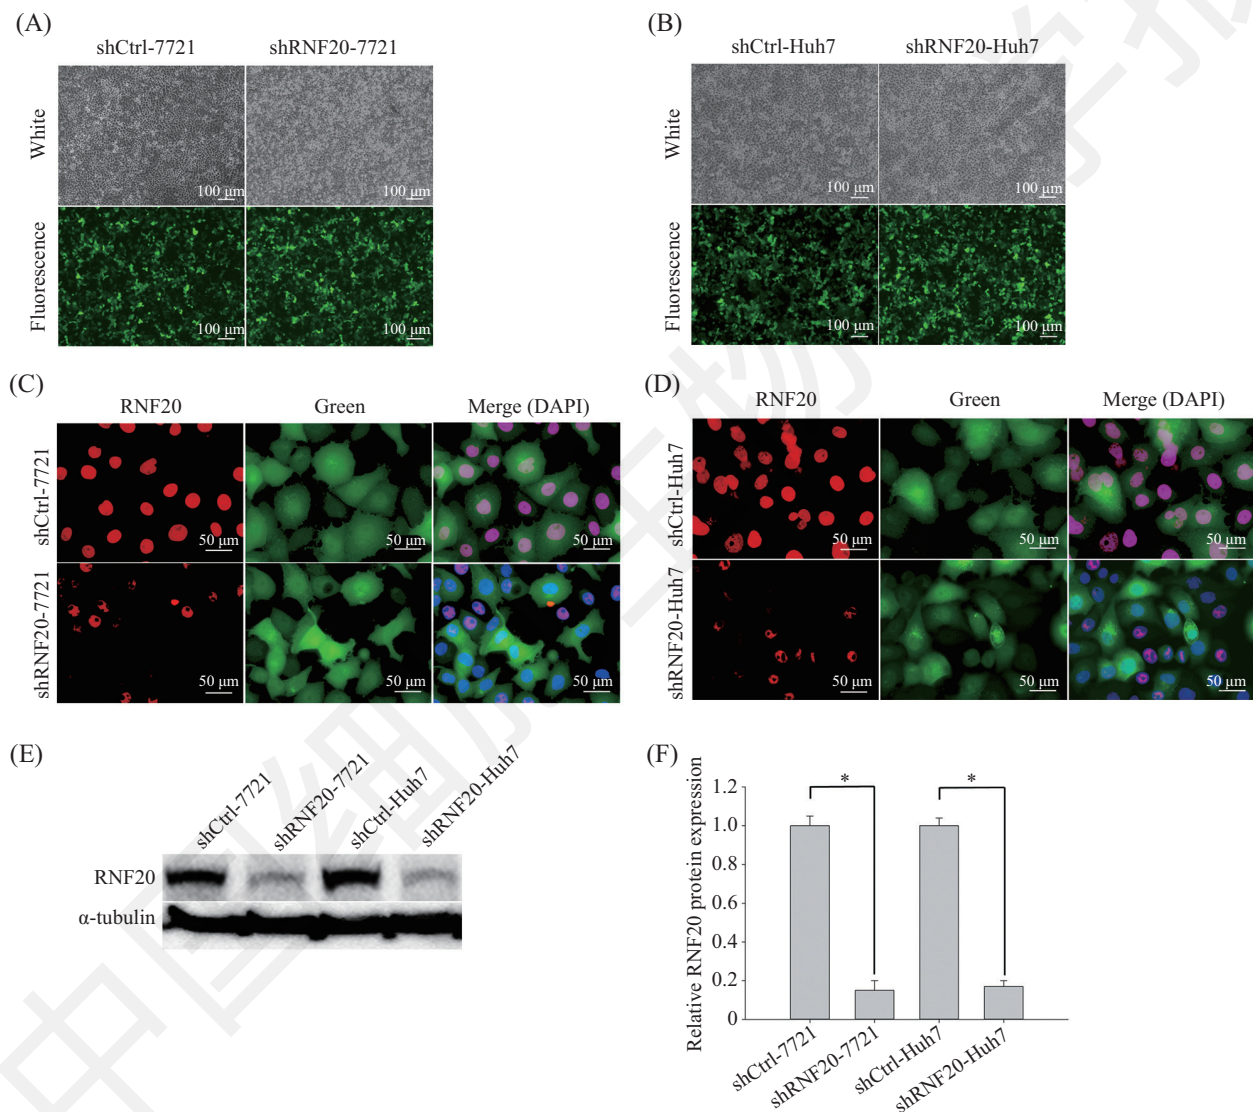 (A)
shCtrl-7721 shRNF20-7721
White
100 μm 100 μm
Fluorescence
100 μm 100 μm
(B)
shCtrl-Huh7 shRNF20-Huh7
White
100 μm 100 μm
Fluorescence
100 μm 100 μm
(C)
RNF20 Green Merge (DAPI)
shCtrl-7721
50 μm 50 μm 50 μm
shRNF20-7721
50 μm 50 μm 50 μm
(D)
RNF20 Green Merge (DAPI)
shCtrl-Huh7
50 μm 50 μm 50 μm
shRNF20-Huh7
50 μm 50 μm 50 μm
(E)
shCtrl-7721
shRNF20-7721
shCtrl-Huh7
shRNF20-Huh7
RNF20
α-tubulin
(F)
Relative RNF20 protein expression
1.2
1.0
0.8
0.6
0.4
0.2
0
* *
shCtrl-7721
shRNF20-7721
shCtrl-Huh7
shRNF20-Huh7